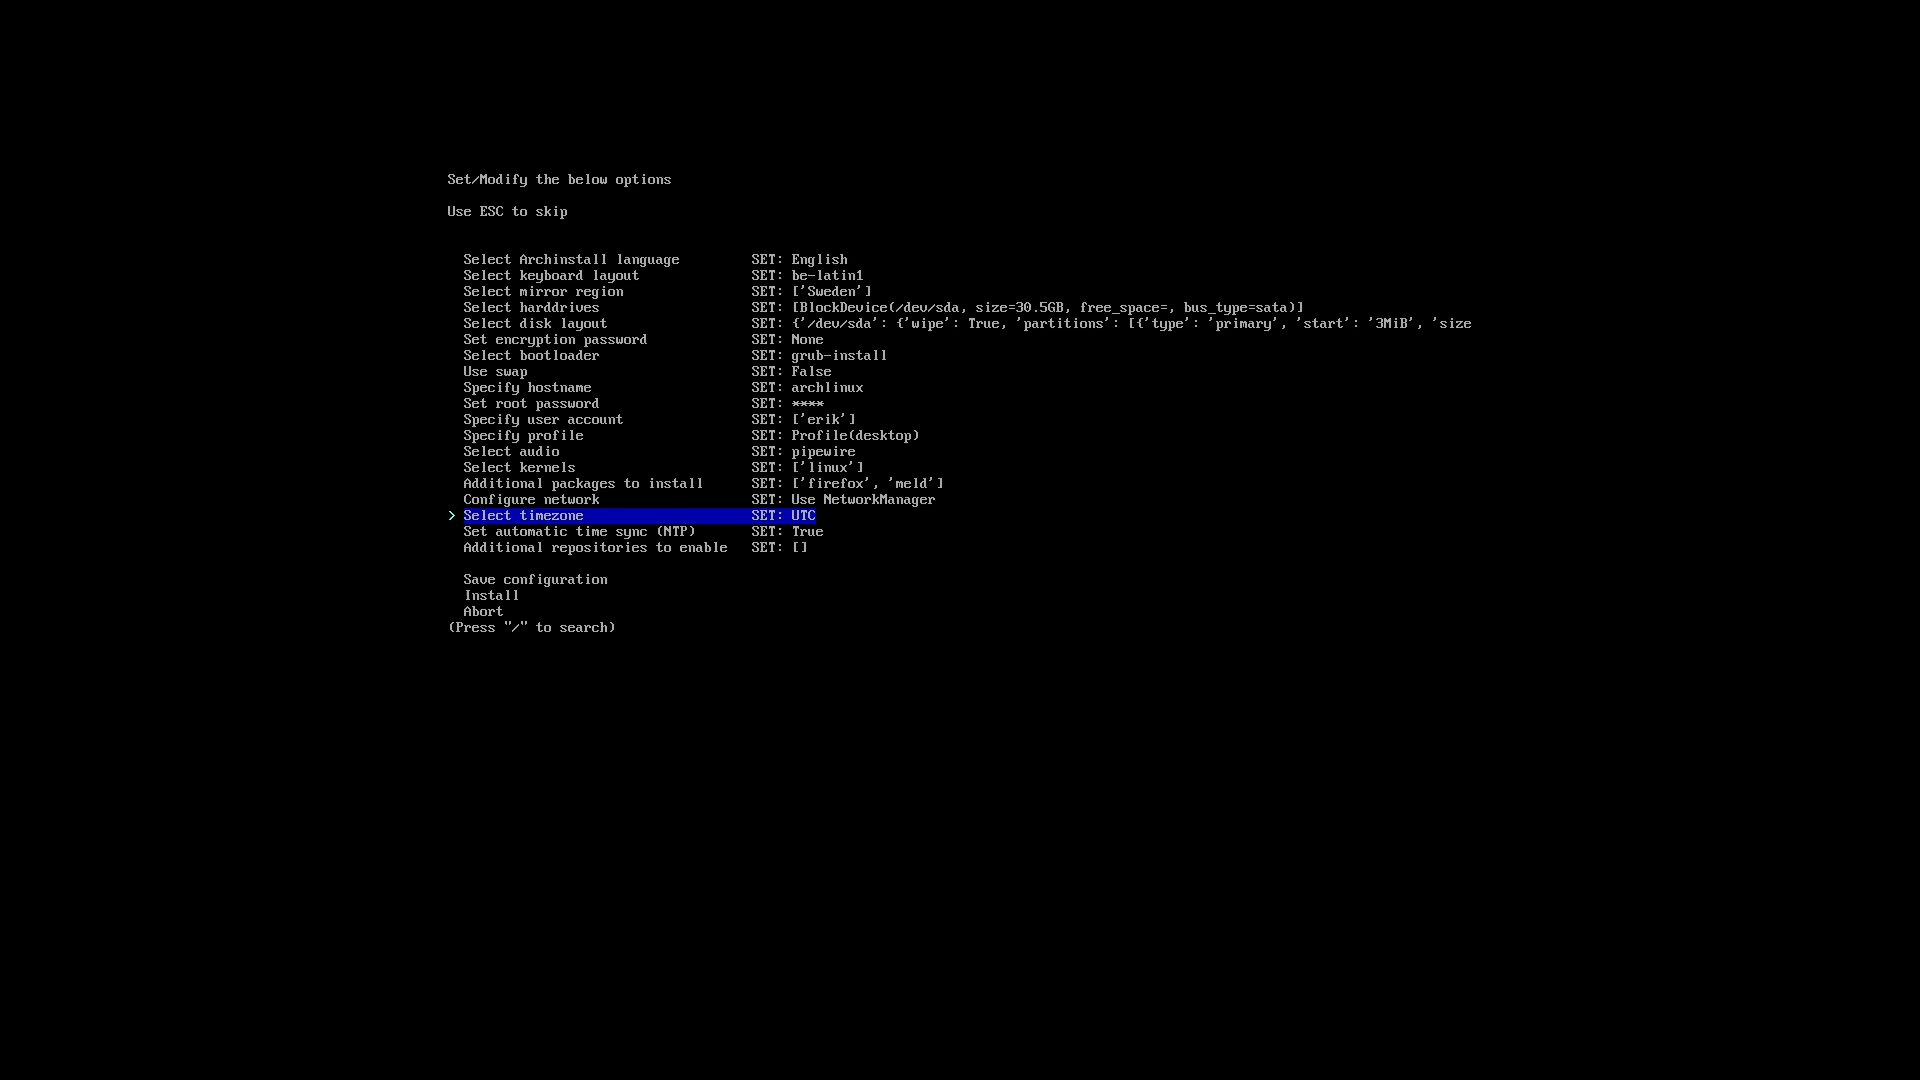 Set/Modify the below options
Use ESC to skip
Select Archinstall language SET: English
Select keyboard layout SET: be-latin1
Select mirror region SET: ['Sweden']
Select harddrives SET: [BlockDevice(/dev/sda, size=30.5GB, free_space=, bus_type=sata)]
Select disk layout SET: {'/dev/sda': {'wipe': True, 'partitions': [{'type': 'primary', 'start': '3MiB', 'size
Set encryption password SET: None
Select bootloader SET: grub-install
Use swap SET: False
Specify hostname SET: archlinux
Set root password SET: ****
Specify user account SET: ['erik']
Specify profile SET: Profile(desktop)
Select audio SET: pipewire
Select kernels SET: ['linux']
Additional packages to install SET: ['firefox', 'meld']
Configure network SET: Use NetworkManager
> Select timezone SET: UTC
Set automatic time sync (NTP) SET: True
Additional repositories to enable SET: []
Save configuration
Install
Abort
(Press "/" to search)